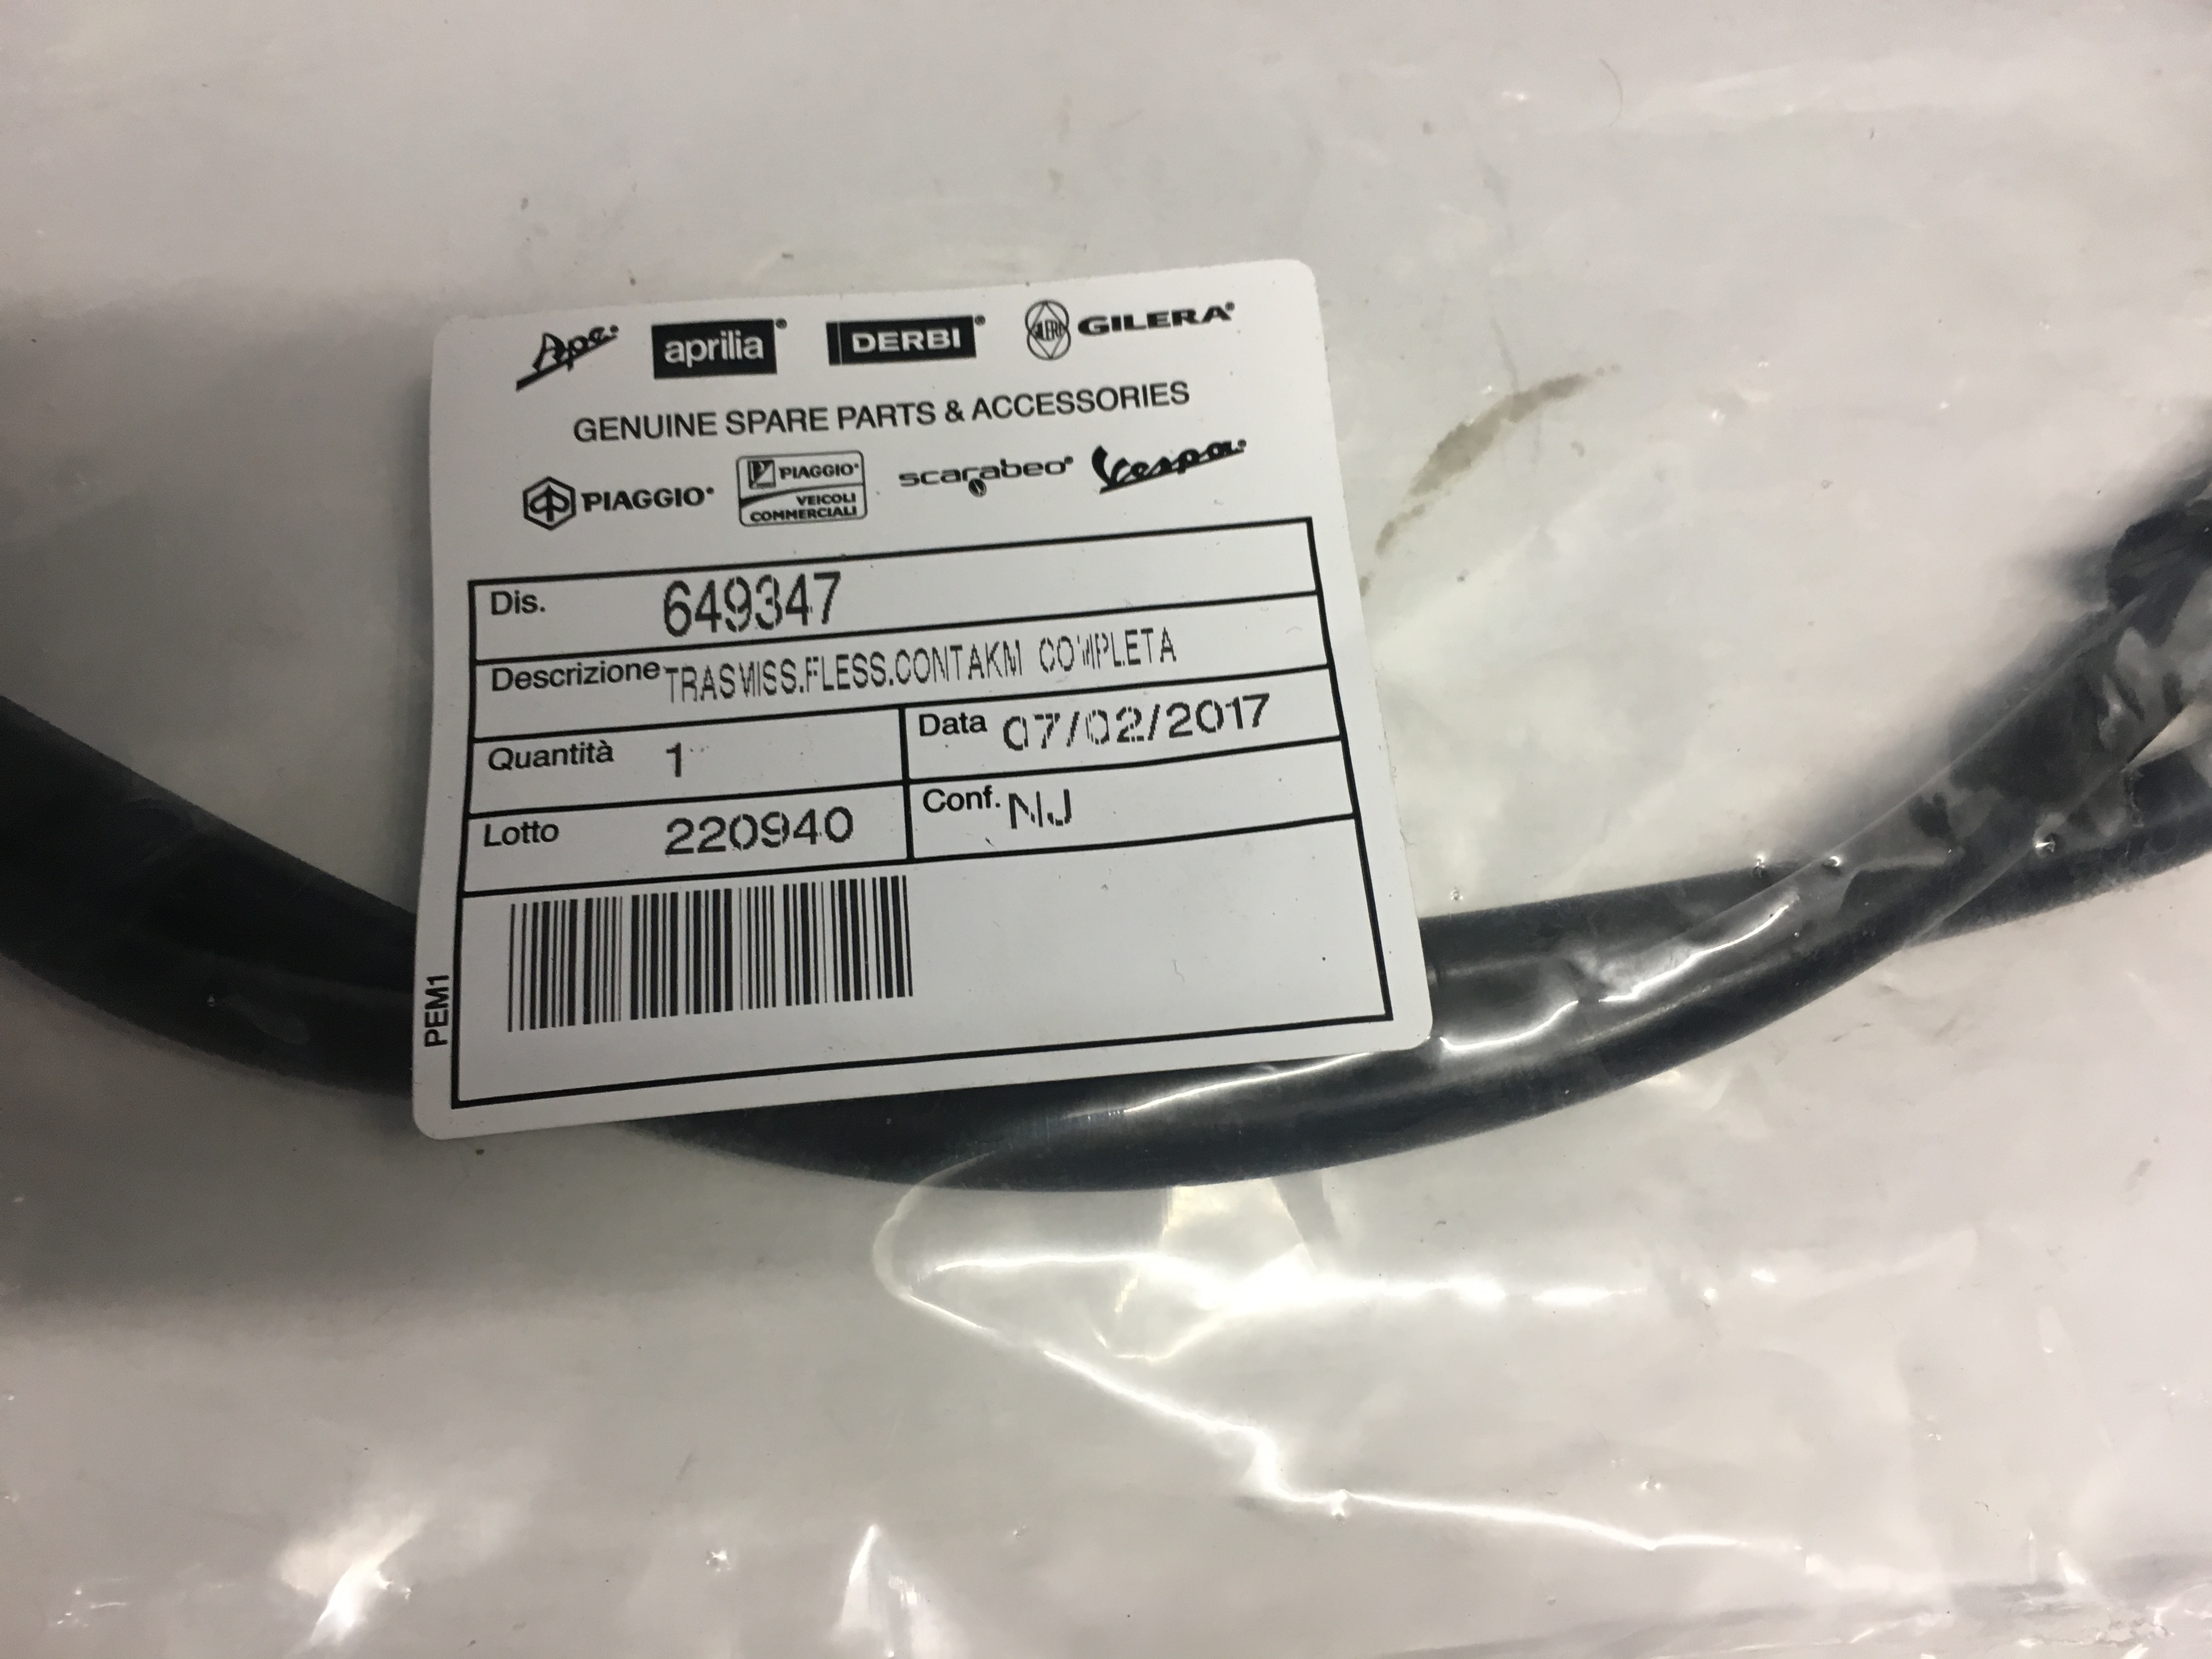 Ape®
aprilia®
DERBI®
GILERA GILERA®
GENUINE SPARE PARTS & ACCESSORIES
PIAGGIO®
PIAGGIO®
VEICOLI
COMMERCIALI
scarabeo®
Vespa®
Dis. 649347
Descrizione TRASMISS.FLESS.CONTAKM COMPLETA
Quantità 1
Data 07/02/2017
Lotto 220940
Conf. NJ
PEM1